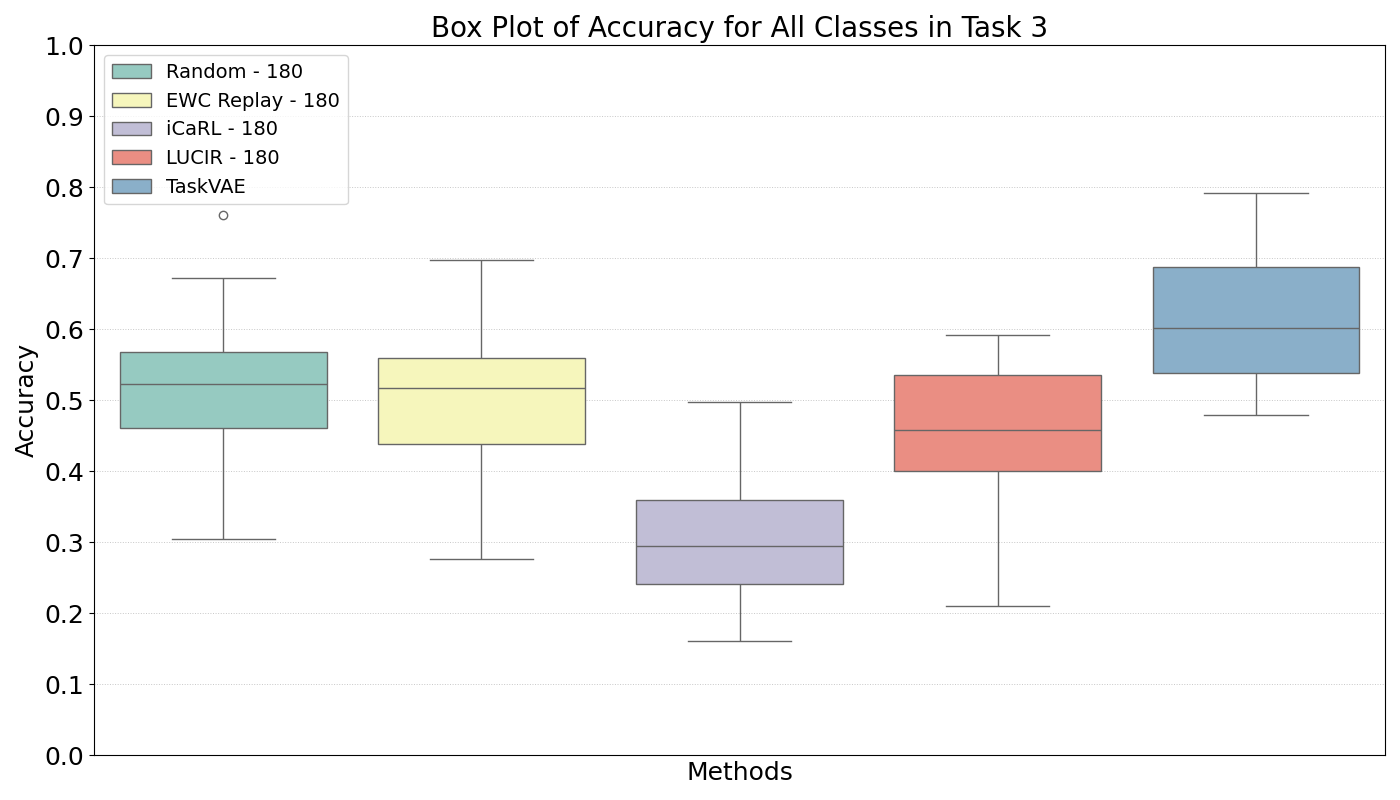 Box Plot of Accuracy for All Classes in Task 3
1.0
0.9
0.8
0.7
0.6
0.5
0.4
0.3
0.2
0.1
0.0
Accuracy
Random - 180
EWC Replay - 180
iCaRL - 180
LUCIR - 180
TaskVAE
Methods